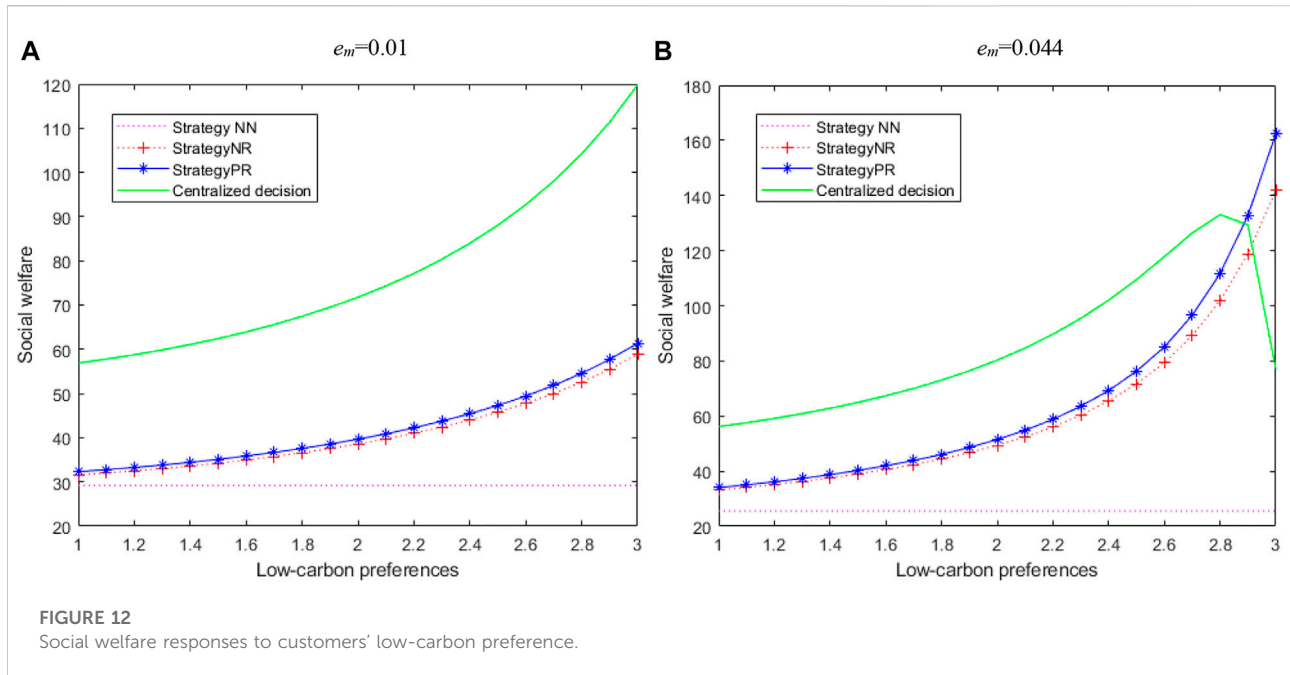 A
e_m=0.01
120
110
100
90
80
70
60
50
40
30
20
Social welfare
Strategy NN
StrategyNR
StrategyPR
Centralized decision
1 1.2 1.4 1.6 1.8 2 2.2 2.4 2.6 2.8 3
Low-carbon preferences
B
e_m=0.044
180
160
140
120
100
80
60
40
20
Social welfare
Strategy NN
StrategyNR
StrategyPR
Centralized decision
1 1.2 1.4 1.6 1.8 2 2.2 2.4 2.6 2.8 3
Low-carbon preferences
FIGURE 12
Social welfare responses to customers’ low-carbon preference.